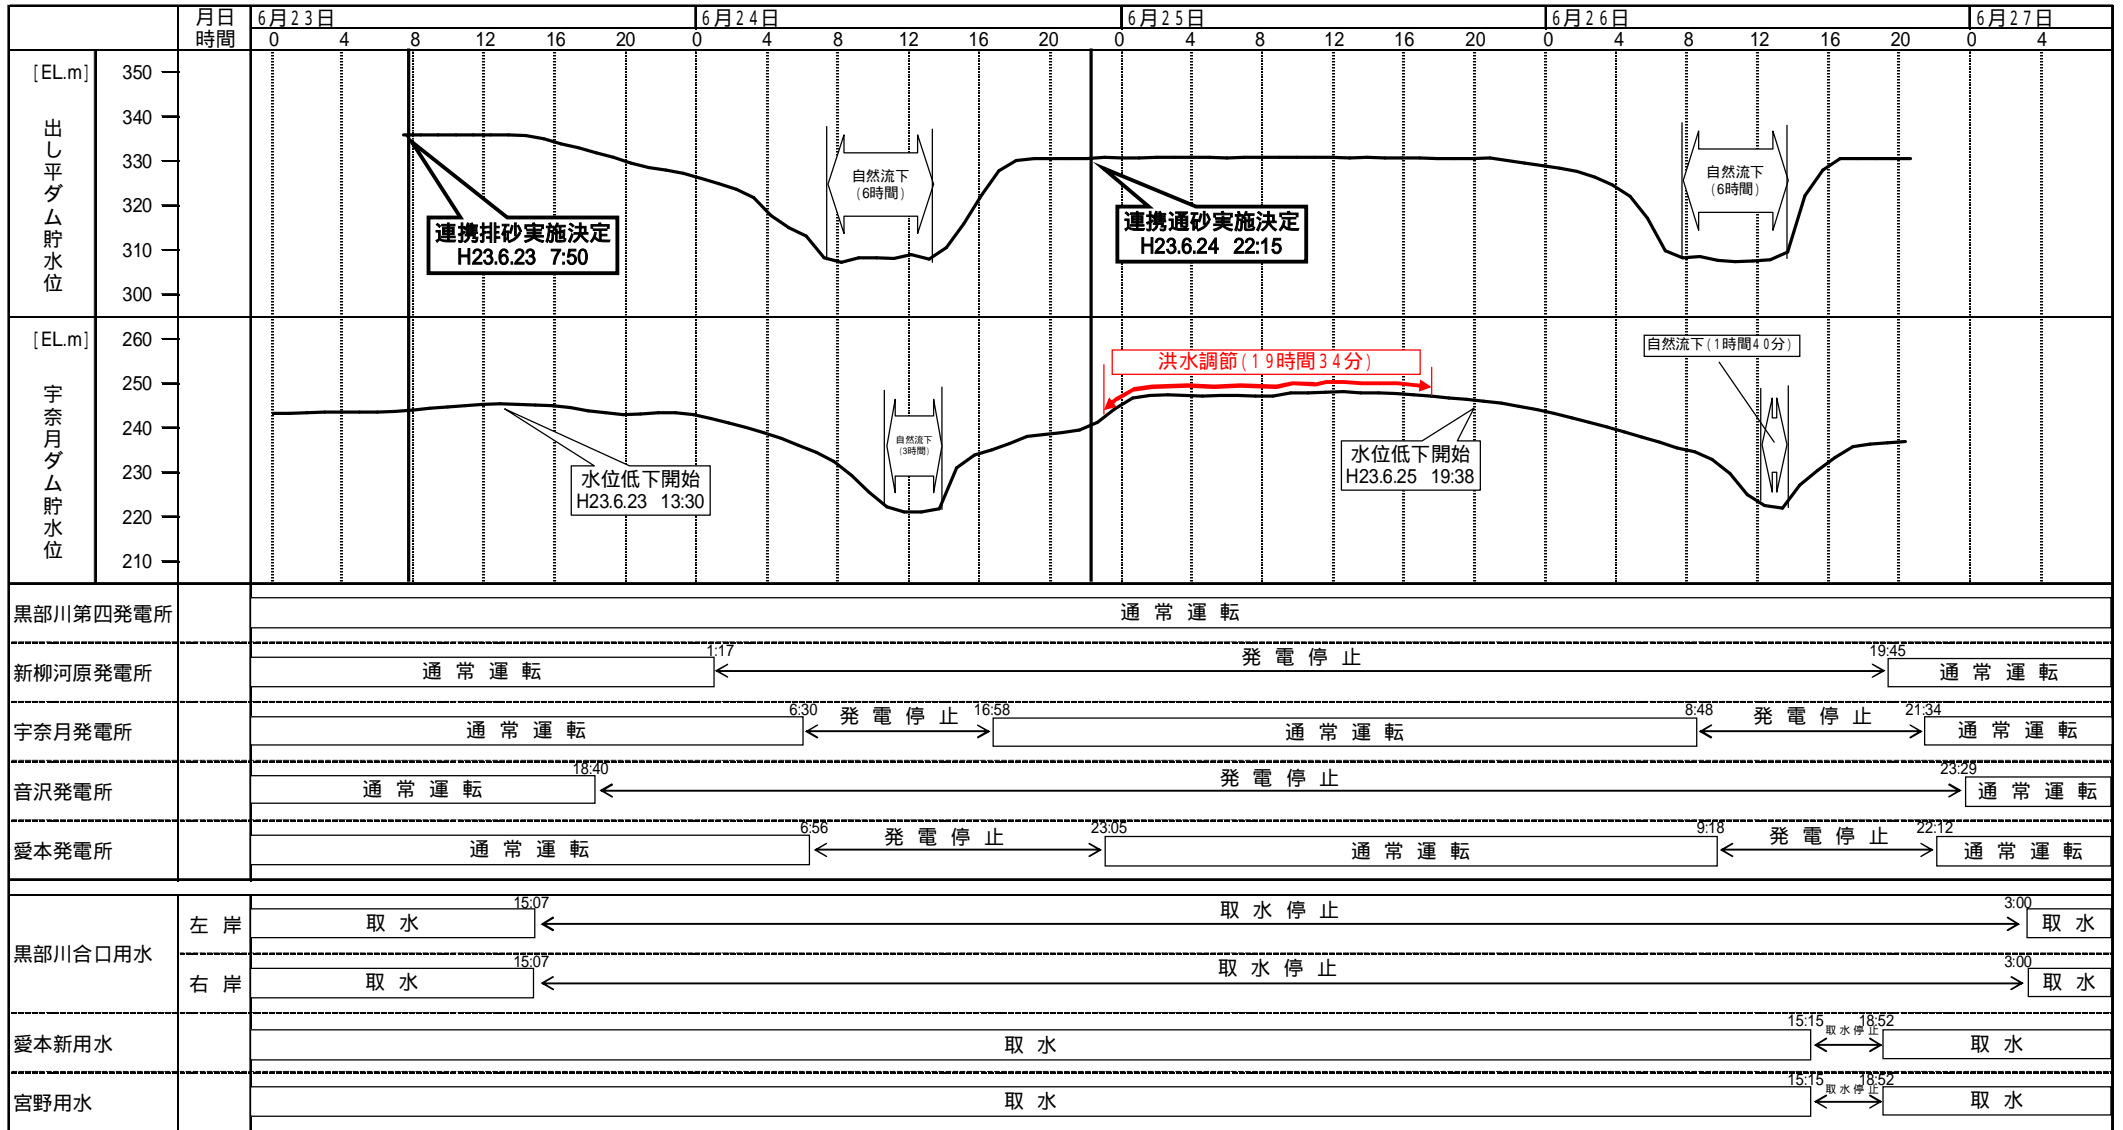 月日 6月23日 6月24日 6月25日 6月26日 6月27日
時間 0 4 8 12 16 20 0 4 8 12 16 20 0 4 8 12 16 20 0 4 8 12 16 20 0 4
[EL.m]
出し平ダム貯水位
350
340
330
320
310
300
連携排砂実施決定
H23.6.23 7:50
自然流下
(6時間)
連携通砂実施決定
H23.6.24 22:15
自然流下
(6時間)
[EL.m]
宇奈月ダム貯水位
260
250
240
230
220
210
水位低下開始
H23.6.23 13:30
自然流下
(3時間)
洪水調節(19時間34分)
水位低下開始
H23.6.25 19:38
自然流下(1時間40分)
黒部川第四発電所 通常運転
新柳河原発電所 通常運転 1:17 発電停止 19:45 通常運転
宇奈月発電所 通常運転 6:30 発電停止 16:58 通常運転 8:48 発電停止 21:34 通常運転
音沢発電所 通常運転 18:40 発電停止 23:29 通常運転
愛本発電所 通常運転 6:56 発電停止 23:05 通常運転 9:18 発電停止 22:12 通常運転
黒部川合口用水
左岸 取水 15:07 取水停止 3:00 取水
右岸 取水 15:07 取水停止 3:00 取水
愛本新用水 取水 15:15 取水停止 18:52 取水
宮野用水 取水 15:15 取水停止 18:52 取水